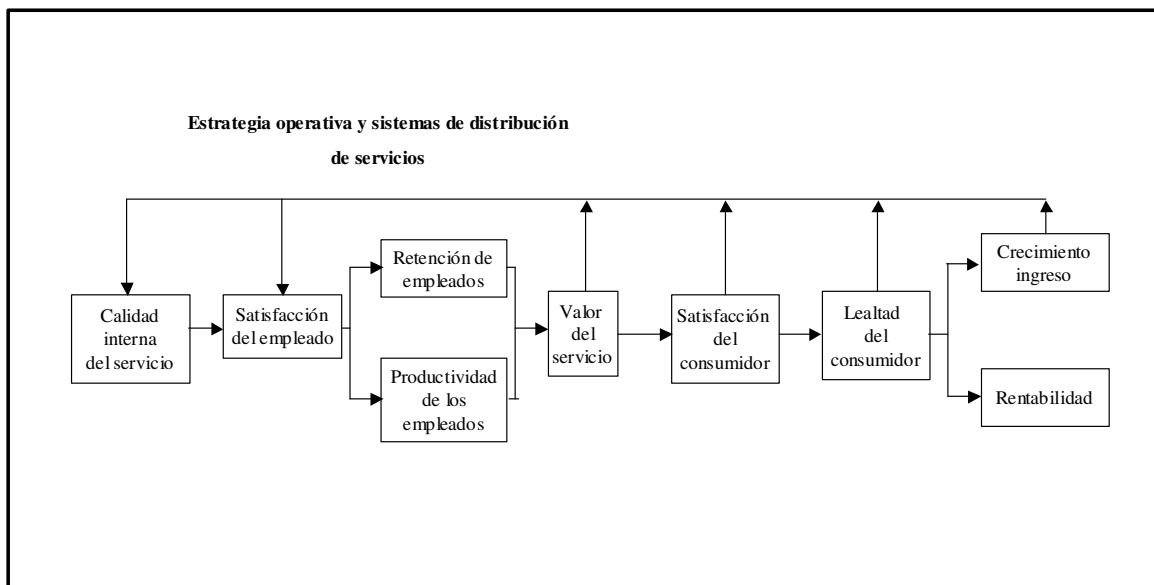 Estrategia operativa y sistemas de distribución
de servicios
Calidad
interna
del servicio
Satisfacción
del empleado
Retención de
empleados
Productividad
de los
empleados
Valor
del
servicio
Satisfacción
del
consumidor
Lealtad
del
consumidor
Crecimiento
ingreso
Rentabilidad